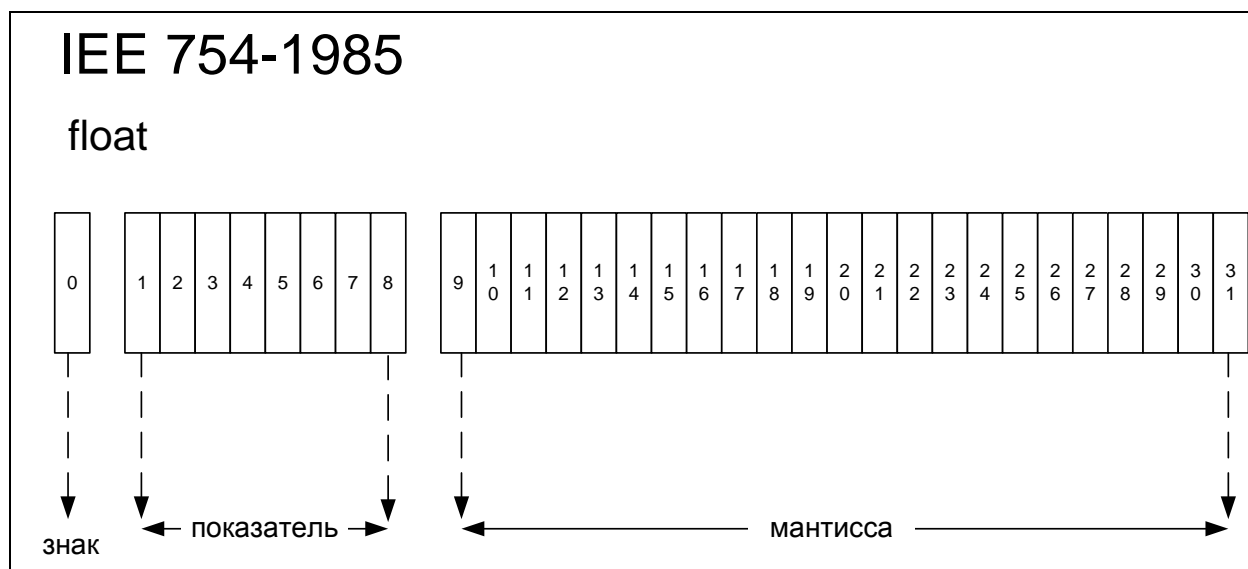 IEE 754-1985
float
0 1 2 3 4 5 6 7 8 9 10 11 12 13 14 15 16 17 18 19 20 21 22 23 24 25 26 27 28 29 30 31
знак показатель мантисса